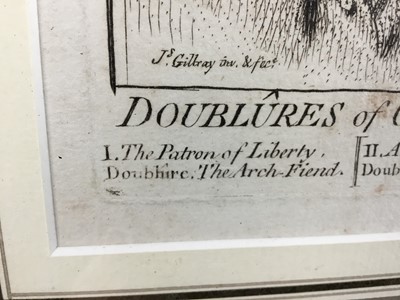 Js. Gillray inv. & fect.
DOUBLÛRES of
I. The Patron of Liberty, II. A
Doublûre, The Arch-Fiend. Doub